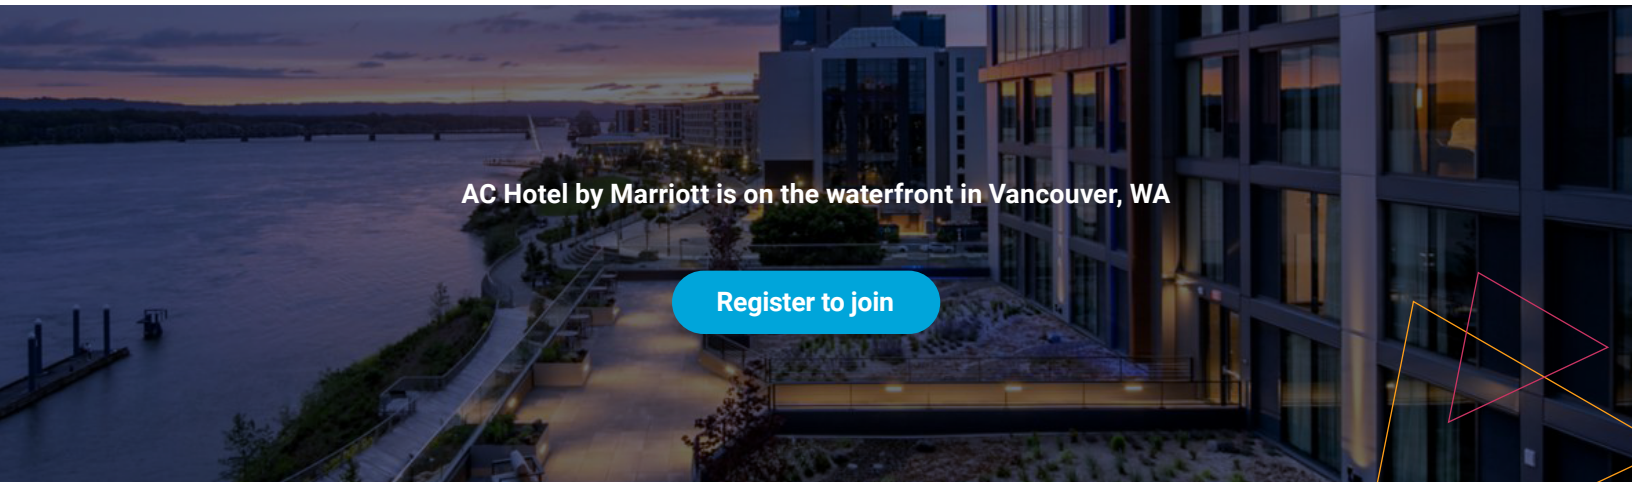 AC Hotel by Marriott is on the waterfront in Vancouver, WA
Register to join